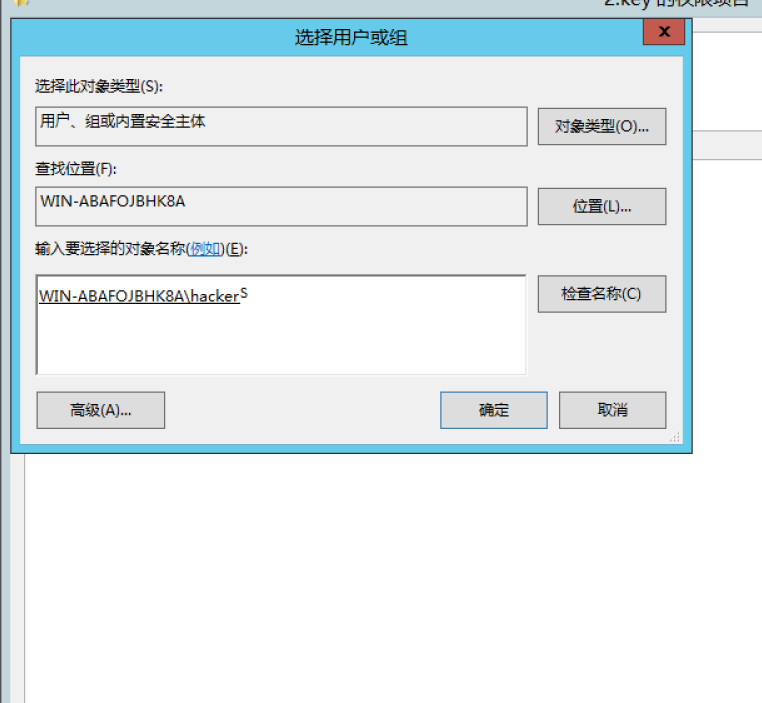 2.key 的权限项目
选择用户或组
x
选择此对象类型(S):
用户、组或内置安全主体
对象类型(O)...
查找位置(F):
WIN-ABAFOJBHK8A
位置(L)...
输入要选择的对象名称(例如)(E):
WIN-ABAFOJBHK8A\hackerS
检查名称(C)
高级(A)...
确定
取消